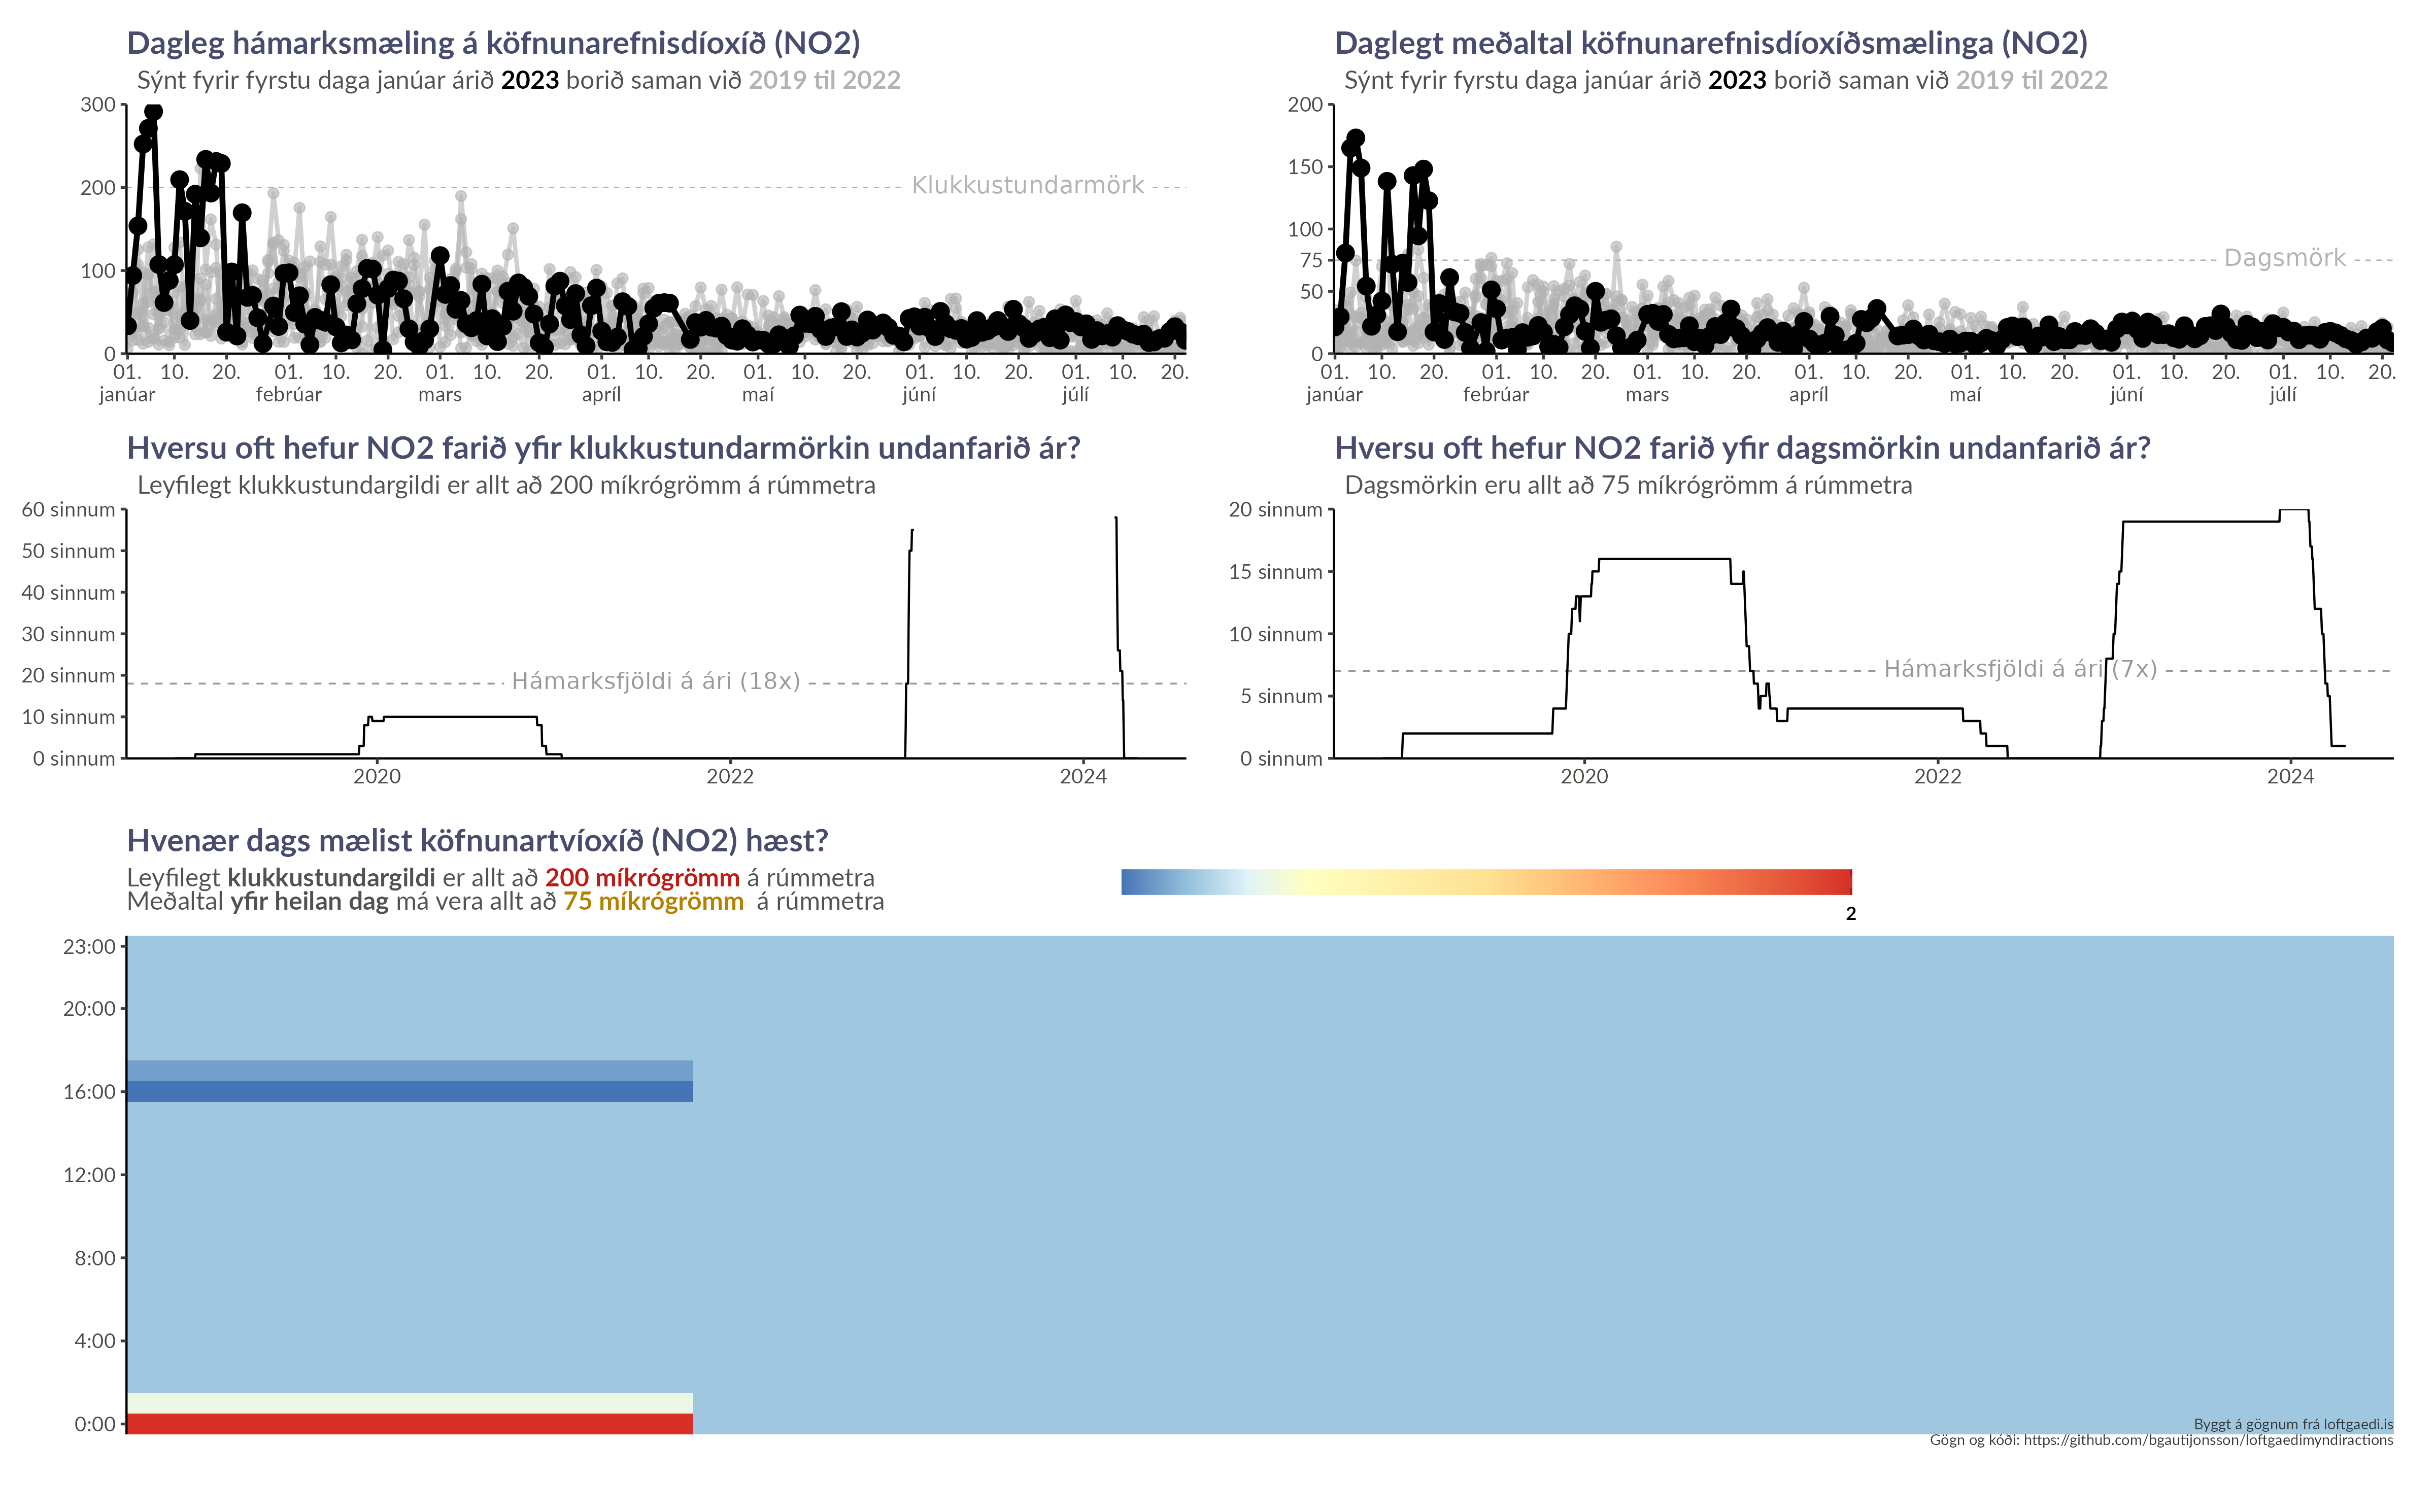 Dagleg hámarksmæling á köfnunarefnisdíoxíð (NO2)
Sýnt fyrir fyrstu daga janúar árið 2023 borið saman við 2019 til 2022
300
200
100
0
Klukkustundarmörk
01. 10. 20. 01. 10. 20. 01. 10. 20. 01. 10. 20. 01. 10. 20. 01. 10. 20. 01. 10. 20.
janúar febrúar mars apríl maí júní júlí
Daglegt meðaltal köfnunarefnisdíoxíðsmælinga (NO2)
Sýnt fyrir fyrstu daga janúar árið 2023 borið saman við 2019 til 2022
200
150
100
75
50
0
Dagsmörk
01. 10. 20. 01. 10. 20. 01. 10. 20. 01. 10. 20. 01. 10. 20. 01. 10. 20. 01. 10. 20.
janúar febrúar mars apríl maí júní júlí
Hversu oft hefur NO2 farið yfir klukkustundarmörkin undanfarið ár?
Leyfilegt klukkustundargildi er allt að 200 míkrógrömm á rúmmetra
60 sinnum
50 sinnum
40 sinnum
30 sinnum
20 sinnum
10 sinnum
0 sinnum
Hámarksfjöldi á ári (18x)
2020 2022 2024
Hversu oft hefur NO2 farið yfir dagsmörkin undanfarið ár?
Dagsmörkin eru allt að 75 míkrógrömm á rúmmetra
20 sinnum
15 sinnum
10 sinnum
5 sinnum
0 sinnum
Hámarksfjöldi á ári (7x)
2020 2022 2024
Hvenær dags mælist köfnunartvíoxíð (NO2) hæst?
Leyfilegt klukkustundargildi er allt að 200 míkrógrömm á rúmmetra
Meðaltal yfir heilan dag má vera allt að 75 míkrógrömm á rúmmetra
2
23:00
20:00
16:00
12:00
8:00
4:00
0:00
Byggt á gögnum frá loftgaedi.is
Gögn og kóði: https://github.com/bgautijonsson/loftgaedimyndiractions